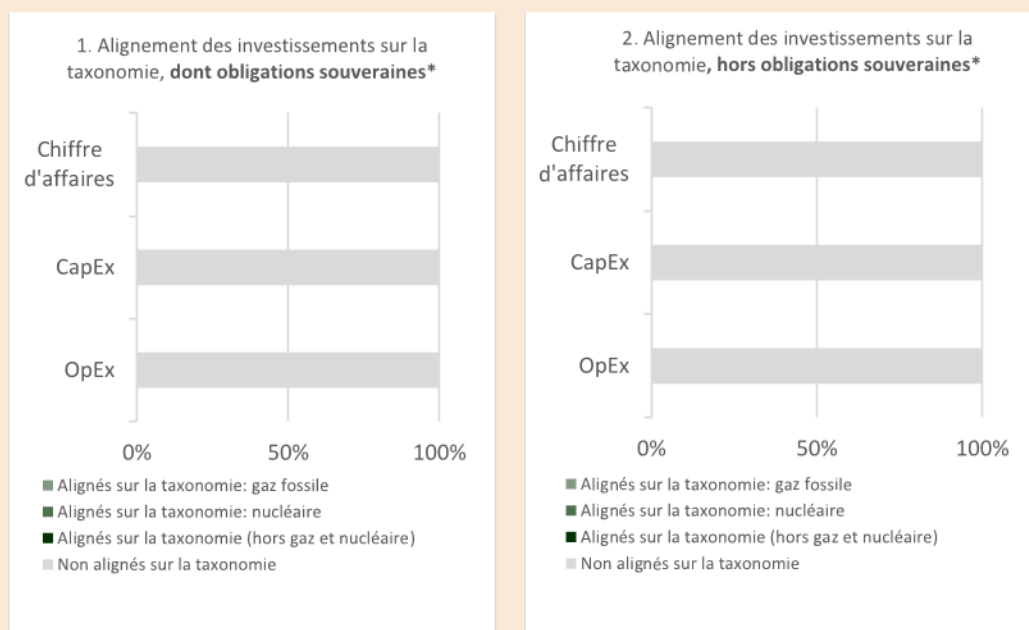 1. Alignement des investissements sur la
taxonomie, dont obligations souveraines*
Chiffre
d'affaires
CapEx
OpEx
0% 50% 100%
Alignés sur la taxonomie: gaz fossile
Alignés sur la taxonomie: nucléaire
Alignés sur la taxonomie (hors gaz et nucléaire)
Non alignés sur la taxonomie
2. Alignement des investissements sur la
taxonomie, hors obligations souveraines*
Chiffre
d'affaires
CapEx
OpEx
0% 50% 100%
Alignés sur la taxonomie: gaz fossile
Alignés sur la taxonomie: nucléaire
Alignés sur la taxonomie (hors gaz et nucléaire)
Non alignés sur la taxonomie